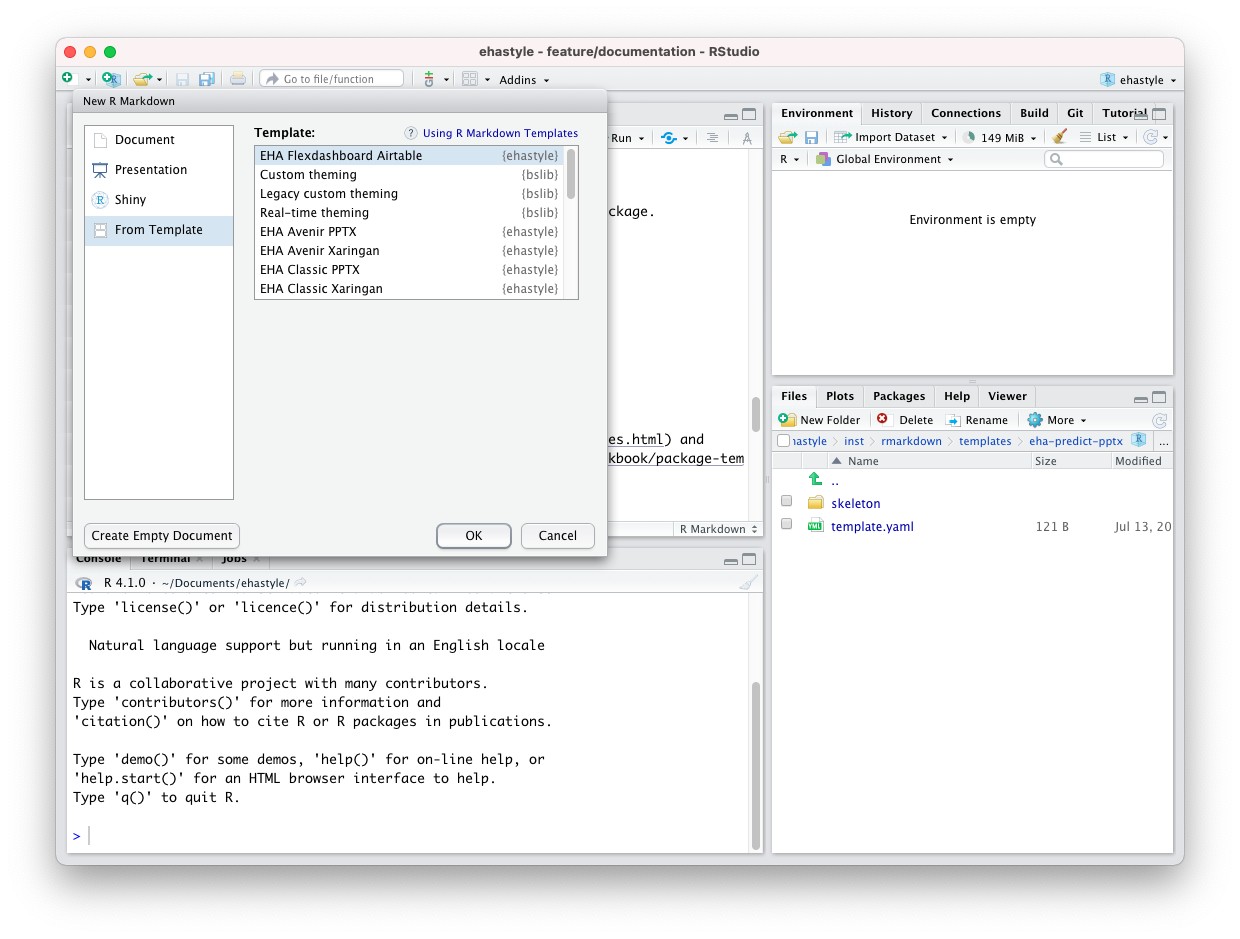 ehastyle - feature/documentation - RStudio
Go to file/function
Addins
ehastyle
New R Markdown
Document
Presentation
Shiny
From Template
Template:
? Using R Markdown Templates
EHA Flexdashboard Airtable {ehastyle}
Custom theming {bslib}
Legacy custom theming {bslib}
Real-time theming {bslib}
EHA Avenir PPTX {ehastyle}
EHA Avenir Xaringan {ehastyle}
EHA Classic PPTX {ehastyle}
EHA Classic Xaringan {ehastyle}
Create Empty Document
OK
Cancel
Run
ckage.
es.html) and
kbook/package-tem
R Markdown
Console Terminal Jobs
R 4.1.0 · ~/Documents/ehastyle/
Type 'license()' or 'licence()' for distribution details.
Natural language support but running in an English locale
R is a collaborative project with many contributors.
Type 'contributors()' for more information and
'citation()' on how to cite R or R packages in publications.
Type 'demo()' for some demos, 'help()' for on-line help, or
'help.start()' for an HTML browser interface to help.
Type 'q()' to quit R.
>
Environment History Connections Build Git Tutorial
Import Dataset 149 MiB List
R Global Environment
Environment is empty
Files Plots Packages Help Viewer
New Folder Delete Rename More
hastyle inst rmarkdown templates eha-predict-pptx ...
Name Size Modified
..
skeleton
template.yaml 121 B Jul 13, 20